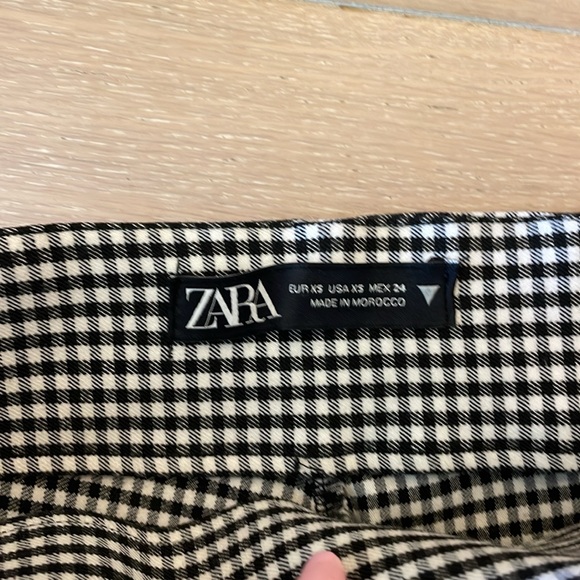 ZARA
EUR XS USA XS MEX 24
MADE IN MOROCCO